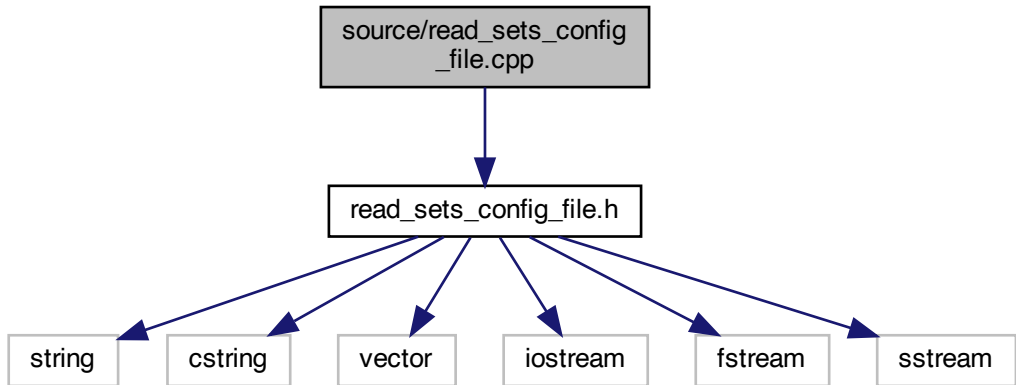 source/read_sets_config
_file.cpp
read_sets_config_file.h
string
cstring
vector
iostream
fstream
sstream